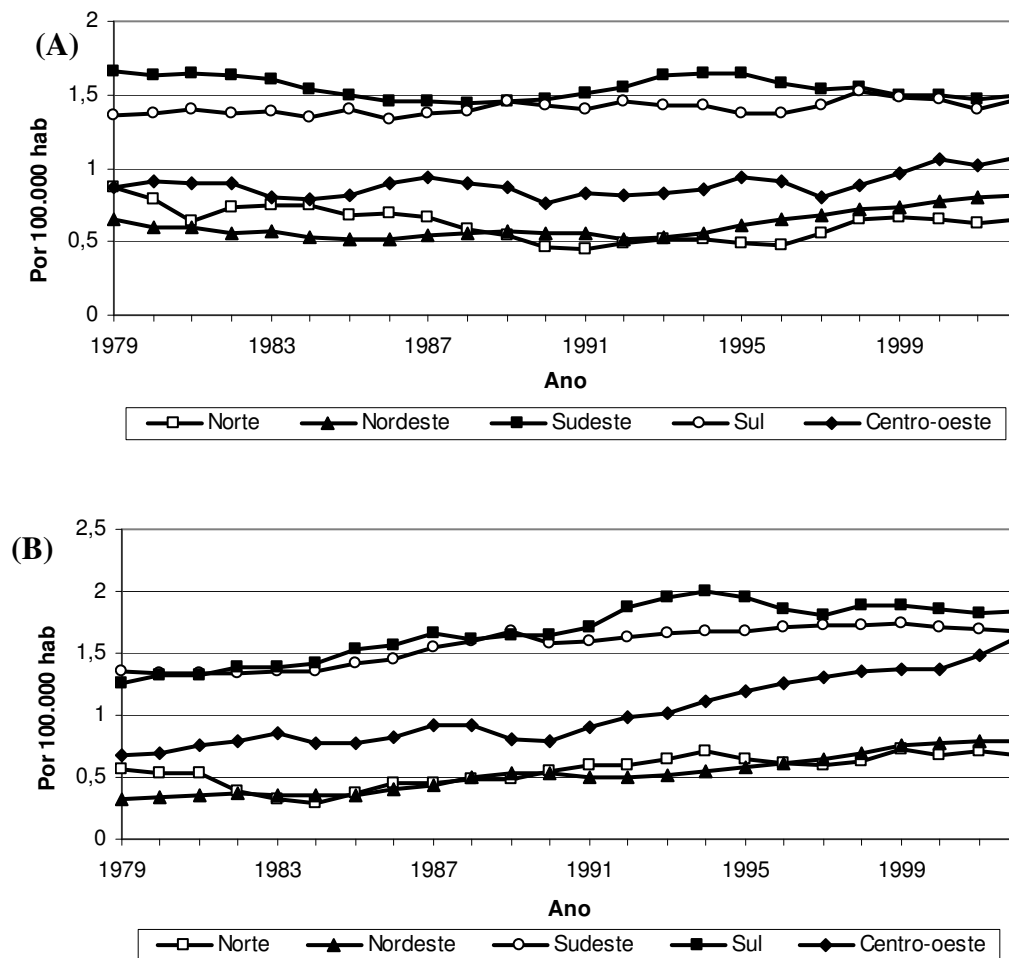 (A)
Por 100.000 hab
2
1,5
1
0,5
0
1979 1983 1987 1991 1995 1999
Ano
Norte Nordeste Sudeste Sul Centro-oeste
(B)
Por 100.000 hab
2,5
2
1,5
1
0,5
0
1979 1983 1987 1991 1995 1999
Ano
Norte Nordeste Sudeste Sul Centro-oeste